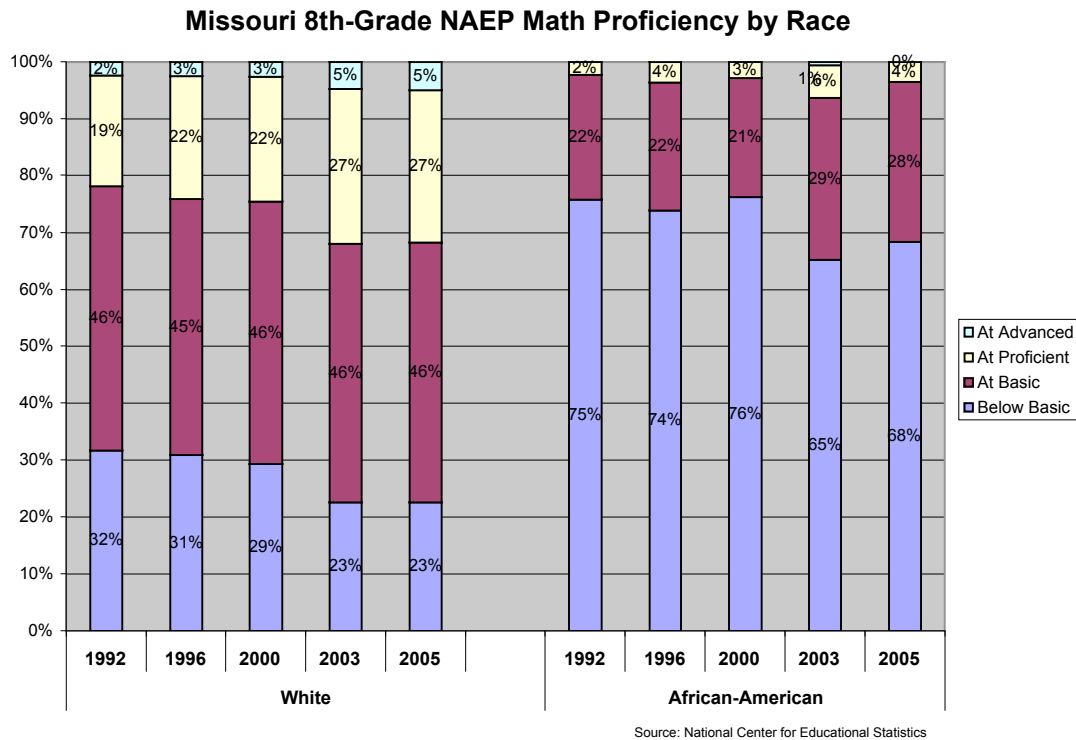 Missouri 8th-Grade NAEP Math Proficiency by Race
100%
90%
80%
70%
60%
50%
40%
30%
20%
10%
0%
2% 3% 3% 5% 5% 2% 4% 3% 1% 6% 0% 4%
19% 22% 22% 27% 27% 22% 22% 21% 29% 28%
46% 45% 46% 46% 46%
32% 31% 29% 23% 23% 75% 74% 76% 65% 68%
At Advanced
At Proficient
At Basic
Below Basic
1992 1996 2000 2003 2005 1992 1996 2000 2003 2005
White African-American
Source: National Center for Educational Statistics